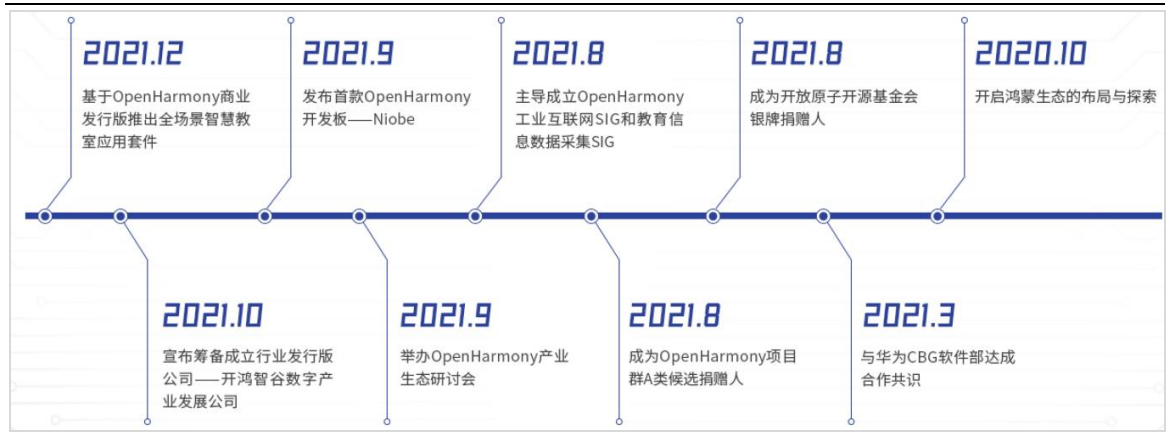 2021.12
基于OpenHarmony商业
发行版推出全场景智慧教
室应用套件
2021.9
发布首款OpenHarmony
开发板——Niobe
2021.8
主导成立OpenHarmony
工业互联网SIG和教育信
息数据采集SIG
2021.8
成为开放原子开源基金会
银牌捐赠人
2020.10
开启鸿蒙生态的布局与探索
2021.10
宣布筹备成立行业发行版
公司——开鸿智谷数字产
业发展公司
2021.9
举办OpenHarmony产业
生态研讨会
2021.8
成为OpenHarmony项目
群A类候选捐赠人
2021.3
与华为CBG软件部达成
合作共识